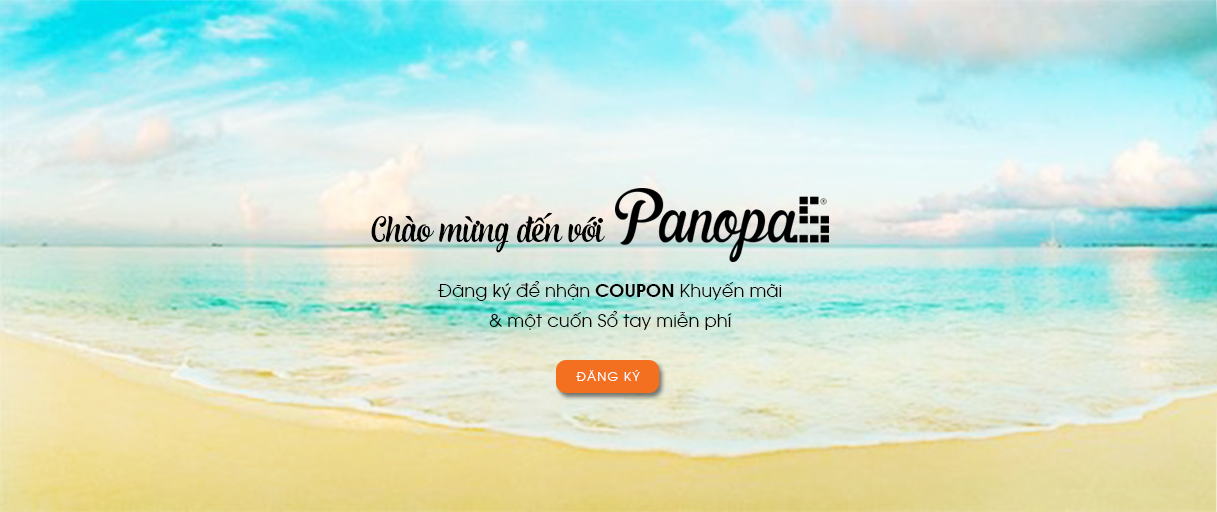 Chào mừng đến với Panopas®
Đăng ký để nhận COUPON Khuyến mãi
& một cuốn Sổ tay miễn phí
ĐĂNG KÝ